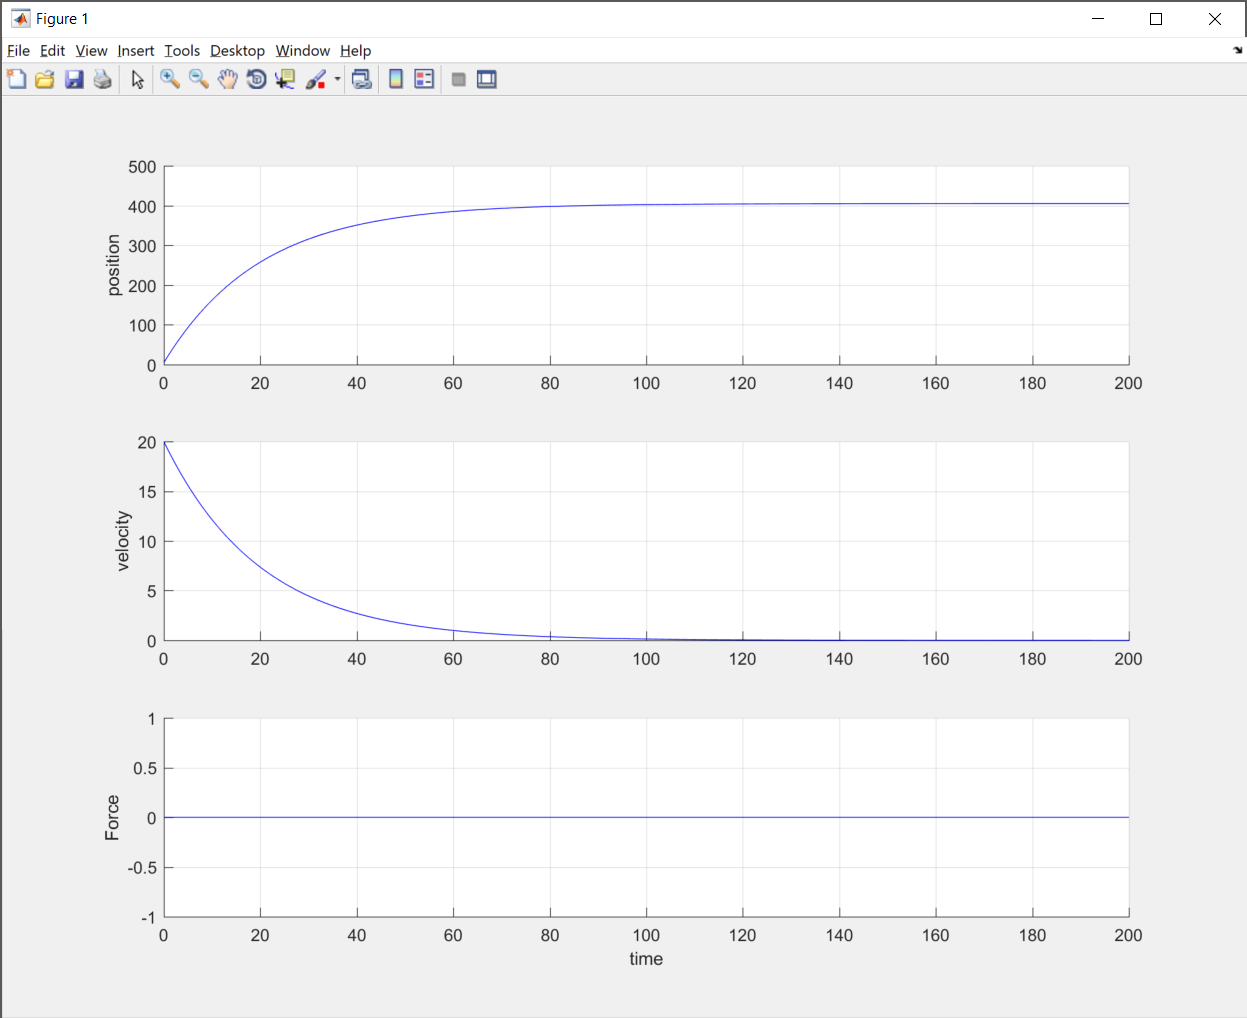 Figure 1
File Edit View Insert Tools Desktop Window Help
500
400
300
200
100
0
position
0 20 40 60 80 100 120 140 160 180 200
20
15
10
5
0
velocity
0 20 40 60 80 100 120 140 160 180 200
1
0.5
0
-0.5
-1
Force
0 20 40 60 80 100 120 140 160 180 200
time